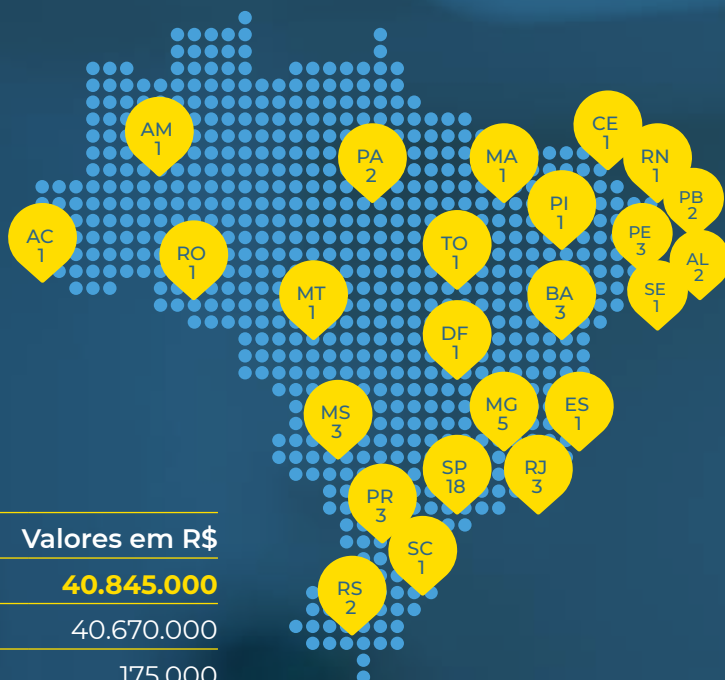 CE
1
AM
1
PA
2
MA
1
RN
1
PB
2
PI
1
AC
1
RO
1
TO
1
PE
3
AL
2
MT
1
BA
3
SE
1
DF
1
MS
3
MG
5
ES
1
SP
18
RJ
3
PR
3
SC
1
RS
2
Valores em R$
40.845.000
40.670.000
175.000